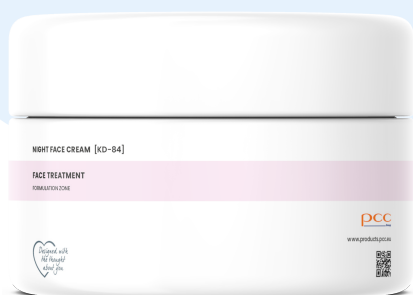 NIGHT FACE CREAM [KD-84]
FACE TREATMENT
FORMULATION ZONE
pcc
www.products.pcc.eu
Designed with
the thought
about you